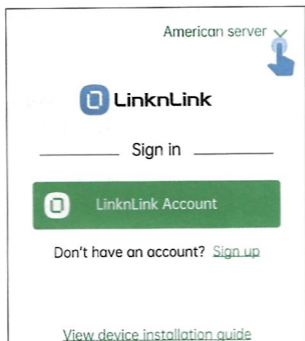 American server
LinknLink
Sign in
LinknLink Account
Don't have an account? Sign up
View device installation guide